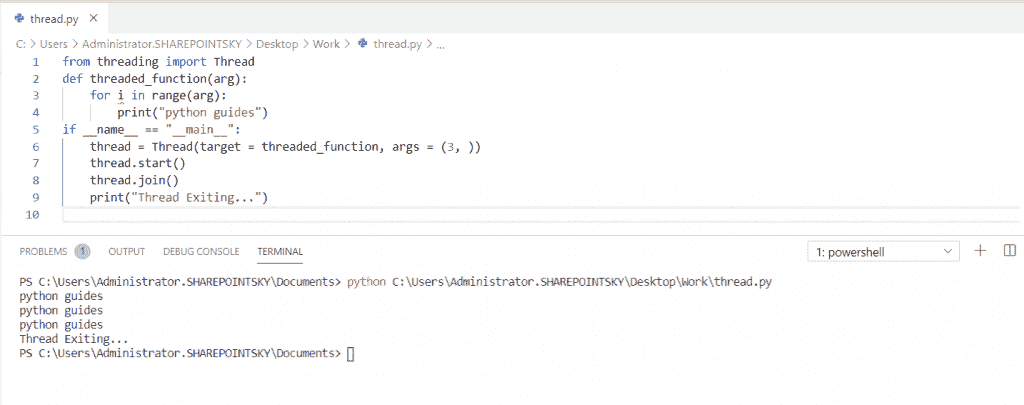 thread.py ×
C: > Users > Administrator.SHAREPOINTSKY > Desktop > Work > thread.py > ...
1 from threading import Thread
2 def threaded_function(arg):
3     for i in range(arg):
4         print("python guides")
5 if __name__ == "__main__":
6     thread = Thread(target = threaded_function, args = (3, ))
7     thread.start()
8     thread.join()
9     print("Thread Exiting...")
10
PROBLEMS 1 OUTPUT DEBUG CONSOLE TERMINAL 1: powershell
PS C:\Users\Administrator.SHAREPOINTSKY\Documents> python C:\Users\Administrator.SHAREPOINTSKY\Desktop\Work\thread.py
python guides
python guides
python guides
Thread Exiting...
PS C:\Users\Administrator.SHAREPOINTSKY\Documents>